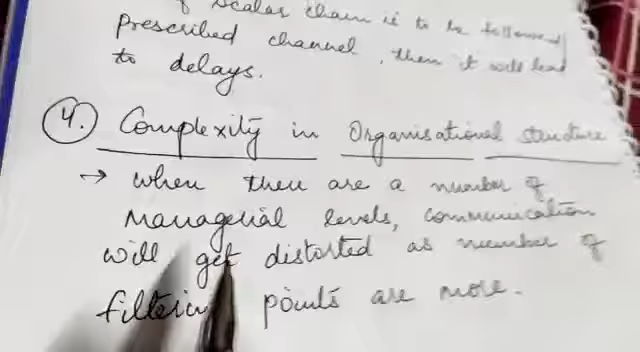 of Scalar chain is to be followed
prescribed channel, then it will lead
to delays.
4. Complexity in Organisational structure
→ When there are a number of
Managerial levels, communication
will get distorted as number of
filtering points are more.